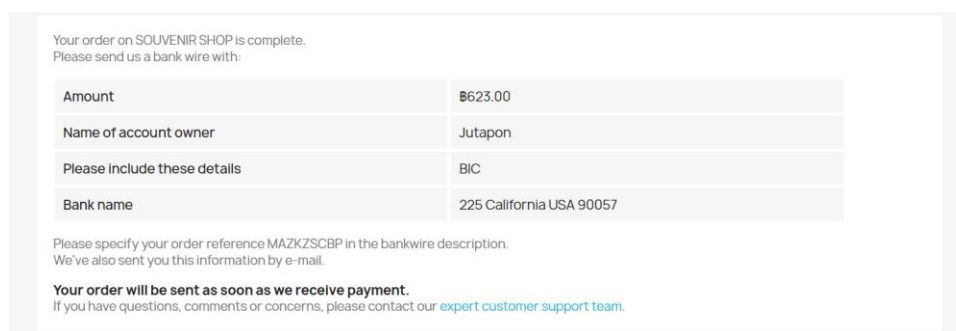 Your order on SOUVENIR SHOP is complete.
Please send us a bank wire with:
Amount ฿623.00
Name of account owner Jutapon
Please include these details BIC
Bank name 225 California USA 90057
Please specify your order reference MAZKZSCBP in the bankwire description.
We've also sent you this information by e-mail.
Your order will be sent as soon as we receive payment.
If you have questions, comments or concerns, please contact our expert customer support team.